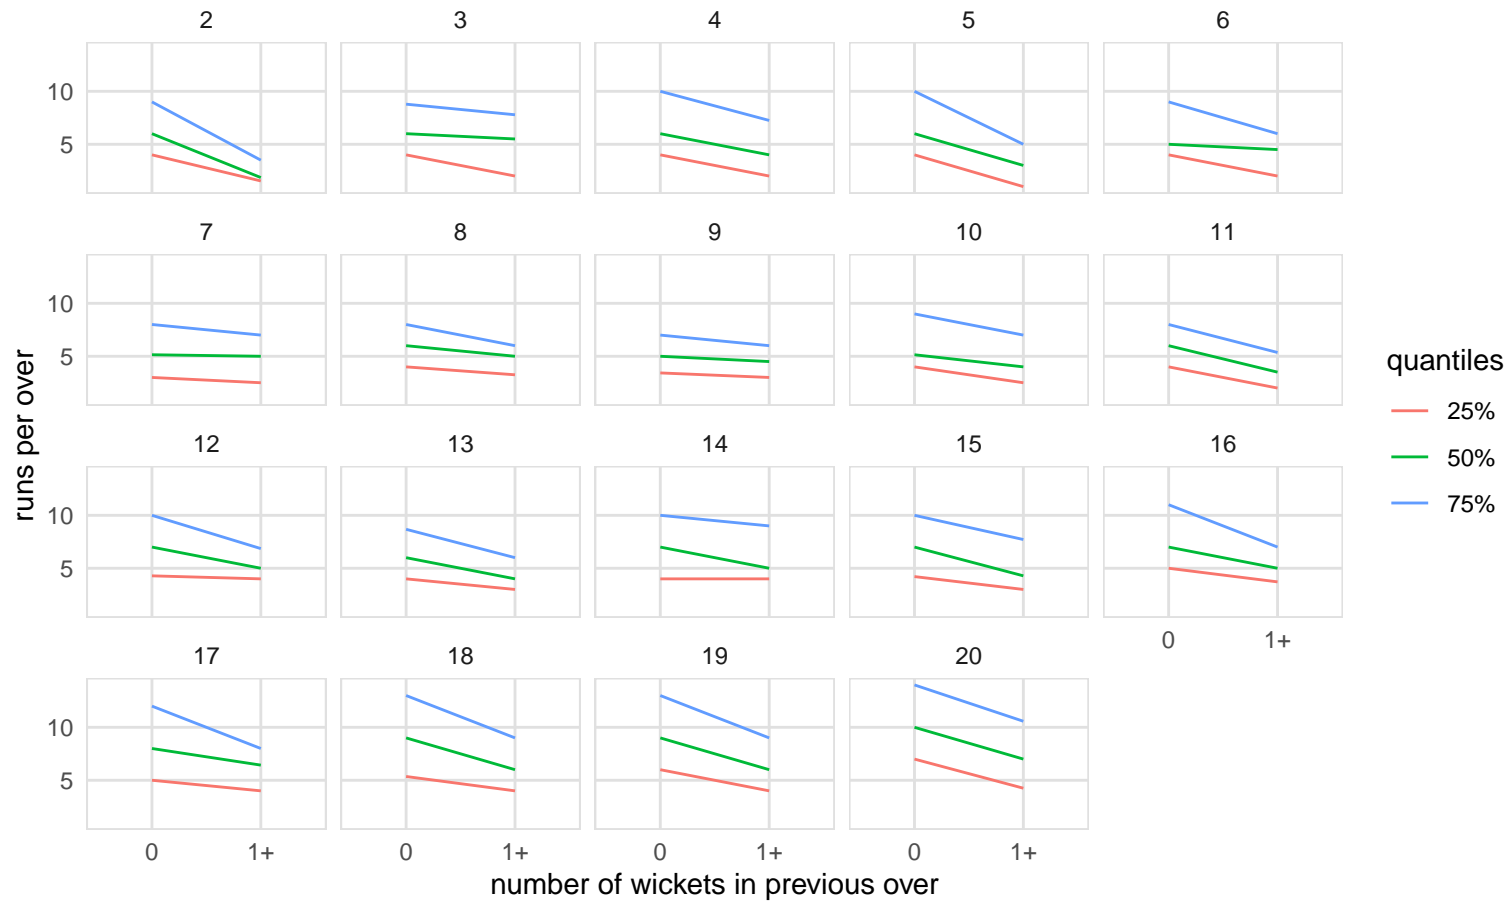 2 3 4 5 6
10
5
7 8 9 10 11
10
5
12 13 14 15 16
10
5
0 1+
17 18 19 20
10
5
0 1+ 0 1+ 0 1+ 0 1+
number of wickets in previous over
runs per over
quantiles
25%
50%
75%